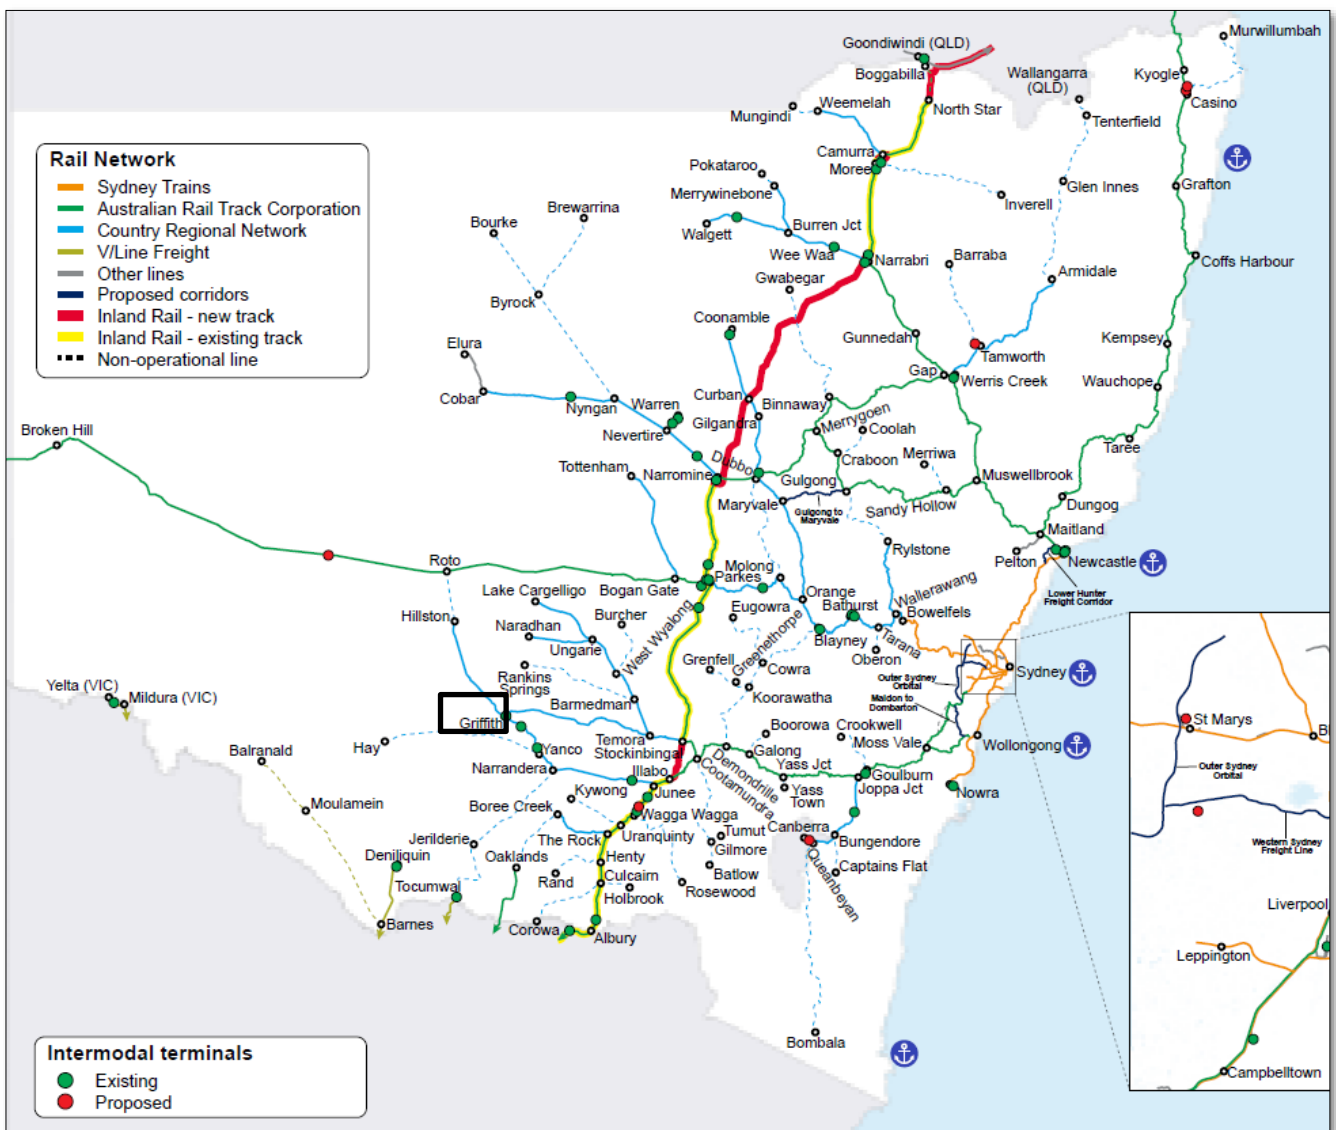 Rail Network
Sydney Trains
Australian Rail Track Corporation
Country Regional Network
V/Line Freight
Other lines
Proposed corridors
Inland Rail - new track
Inland Rail - existing track
Non-operational line
Goondiwindi (QLD)
Boggabilla
North Star
Wallangarra
(QLD)
Tenterfield
Murwillumbah
Kyogle
Casino
Mungindi
Weemelah
Camurra
Moree
Pokataroo
Merrywinebone
Walgett
Burren Jct
Wee Waa
Narrabri
Gwabegar
Inverell
Glen Innes
Grafton
Barraba
Armidale
Coffs Harbour
Bourke
Brewarrina
Byrock
Elura
Cobar
Nyngan
Warren
Nevertire
Coonamble
Curban
Gilgandra
Binnaway
Gunnedah
Gap
Tamworth
Werris Creek
Kempsey
Wauchope
Taree
Broken Hill
Tottenham
Narromine
Dubbo
Merrygoen
Coolah
Craboon
Merriwa
Muswellbrook
Gulgong
Sandy Hollow
Maryvale
Gulgong to
Maryvale
Dungog
Maitland
Pelton
Newcastle
Lower Hunter
Freight Corridor
Rylstone
Wallerawang
Bowelfels
Roto
Bogan Gate
Parkes
Molong
Orange
Bathurst
Blayney
Tarana
Oberon
Lake Cargelligo
Hillston
Naradhan
Burcher
Ungarie
West Wyalong
Rankins
Springs
Barmedman
Eugowra
Greenethorpe
Grenfell
Cowra
Koorawatha
Outer Sydney
Orbital
Maldon to
Dombarton
Sydney
Yelta (VIC)
Mildura (VIC)
Griffith
Hay
Balranald
Yanco
Narrandera
Temora
Stockinbingal
Illabo
Junee
Boorowa
Crookwell
Galong
Demondrille
Cootamundra
Yass Jct
Yass
Town
Moss Vale
Wollongong
Goulburn
Joppa Jct
Nowra
Moulamein
Kywong
Boree Creek
Wagga Wagga
The Rock
Uranquinty
Tumut
Gilmore
Batlow
Rosewood
Canberra
Bungendore
Queanbeyan
Captains Flat
Jerilderie
Deniliquin
Tocumwal
Oaklands
Henty
Rand
Culcairn
Holbrook
Barnes
Corowa
Albury
Bombala
St Marys
Bl
Outer Sydney
Orbital
Western Sydney
Freight Line
Liverpool
Leppington
Campbelltown
Intermodal terminals
Existing
Proposed